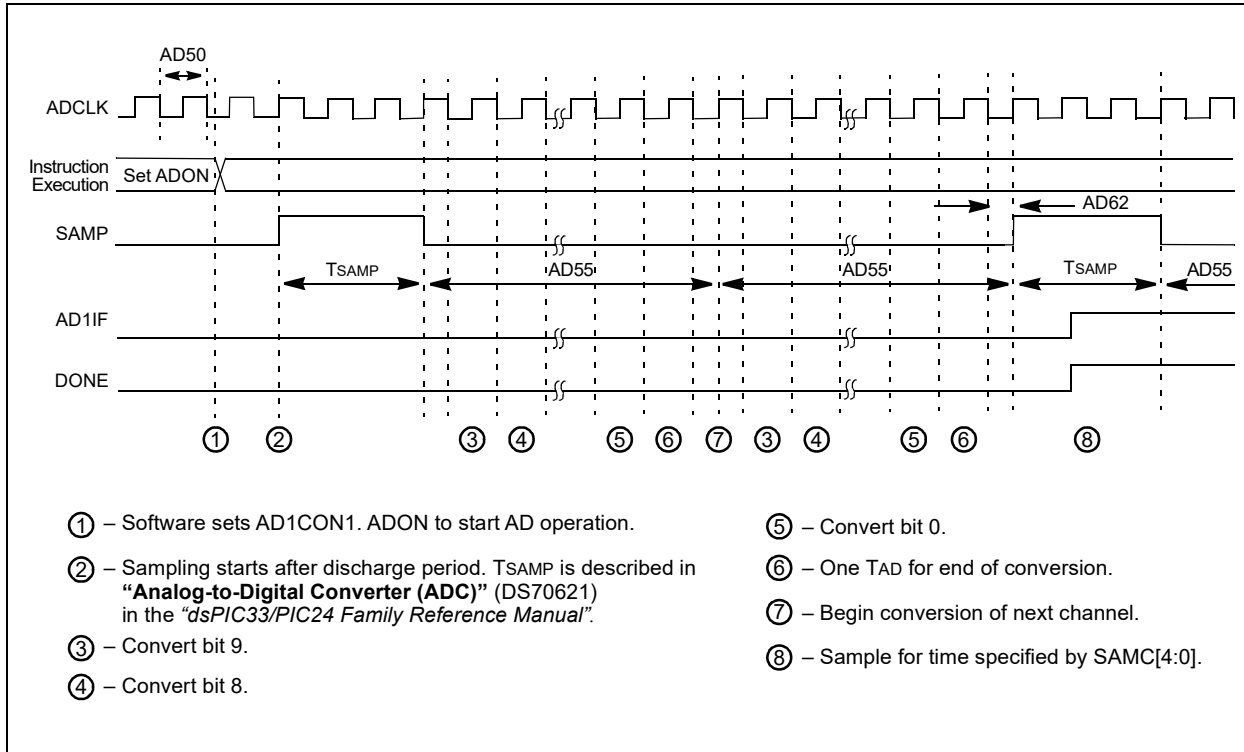 AD50
ADCLK
Instruction
Execution
Set ADON
AD62
SAMP
TSAMP
AD55
AD55
TSAMP
AD55
AD1IF
DONE
1
2
3
4
5
6
7
3
4
5
6
8
1 – Software sets AD1CON1. ADON to start AD operation.
2 – Sampling starts after discharge period. TSAMP is described in
“Analog-to-Digital Converter (ADC)” (DS70621)
in the “dsPIC33/PIC24 Family Reference Manual”.
3 – Convert bit 9.
4 – Convert bit 8.
5 – Convert bit 0.
6 – One TAD for end of conversion.
7 – Begin conversion of next channel.
8 – Sample for time specified by SAMC[4:0].